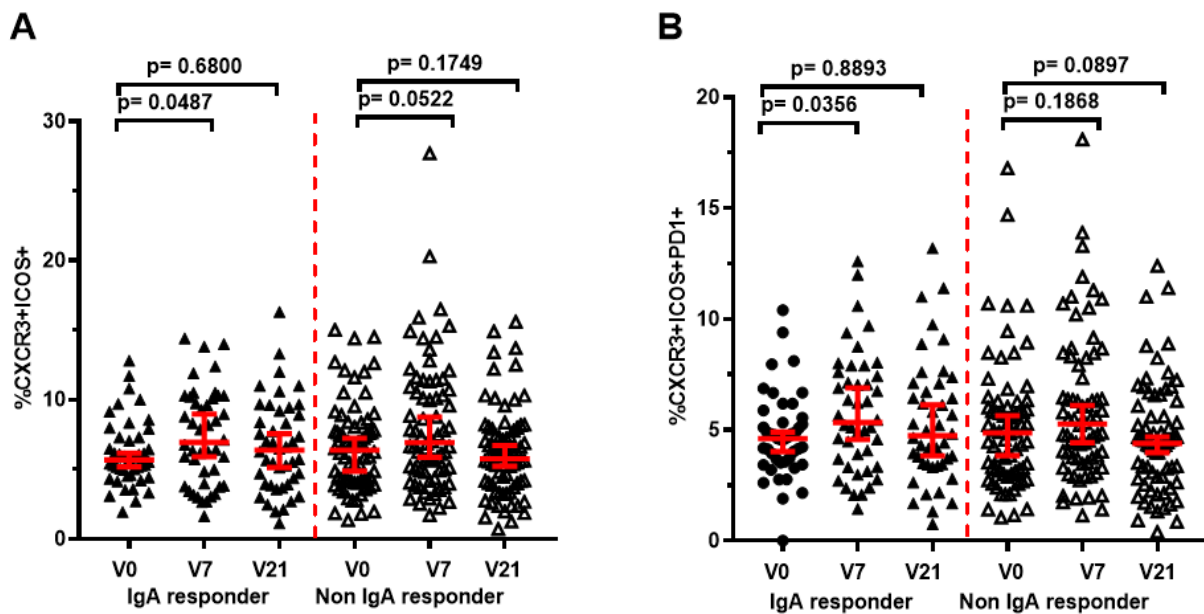 A
p= 0.6800
p= 0.0487
p= 0.1749
p= 0.0522
30
20
10
0
%CXCR3+ICOS+
V0 V7 V21 V0 V7 V21
IgA responder Non IgA responder
B
p= 0.8893
p= 0.0356
p= 0.0897
p= 0.1868
20
15
10
5
0
%CXCR3+ICOS+PD1+
V0 V7 V21 V0 V7 V21
IgA responder Non IgA responder